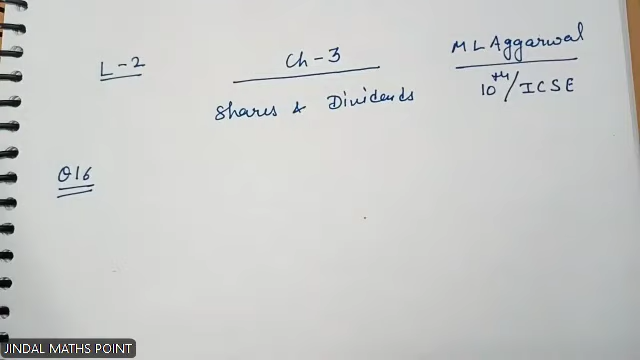 L-2
Ch-3
M L Aggarwal
10th/ICSE
Shares & Dividends
Q16
JINDAL MATHS POINT